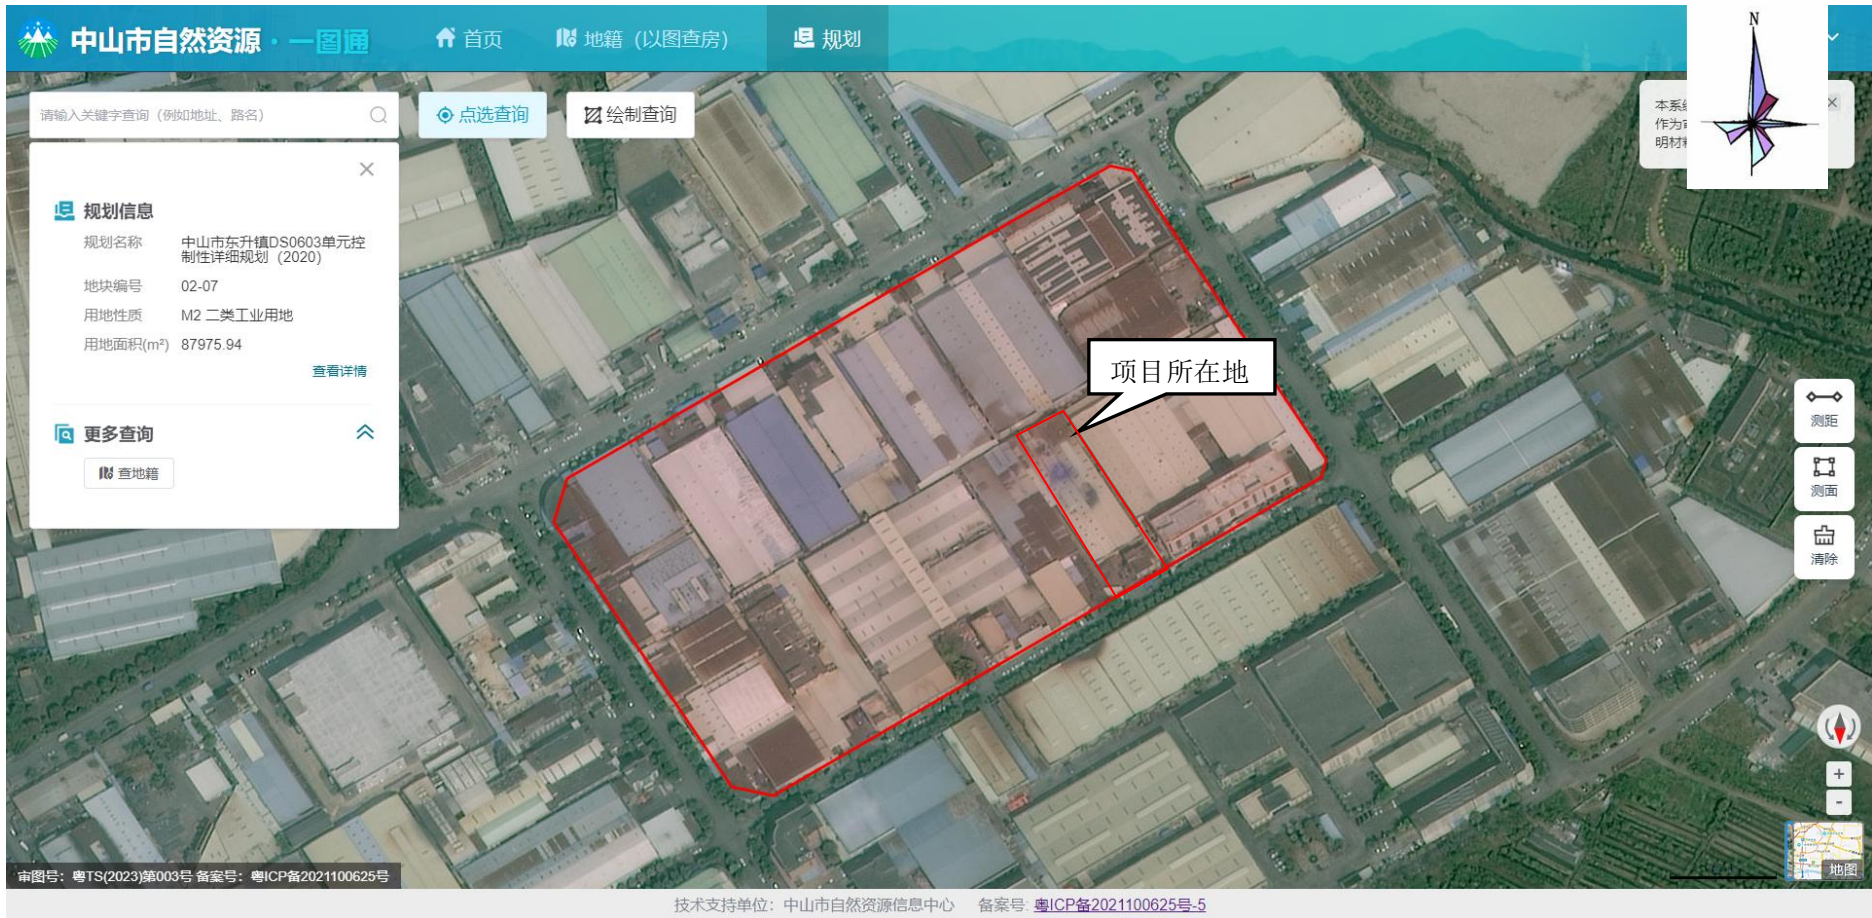 中山市自然资源·一图通
首页
地籍（以图查房）
规划
N
请输入关键字查询（例如地址、路名）
点选查询
绘制查询
本系
作为
明材
规划信息
规划名称
中山市东升镇DS0603单元控
制性详细规划（2020）
地块编号
02-07
用地性质
M2 二类工业用地
用地面积(m²)
87975.94
查看详情
更多查询
查地籍
项目所在地
测距
测面
清除
+
-
地图
审图号：粤TS(2023)第003号 备案号：粤ICP备2021100625号
技术支持单位：中山市自然资源信息中心 备案号: 粤ICP备2021100625号-5